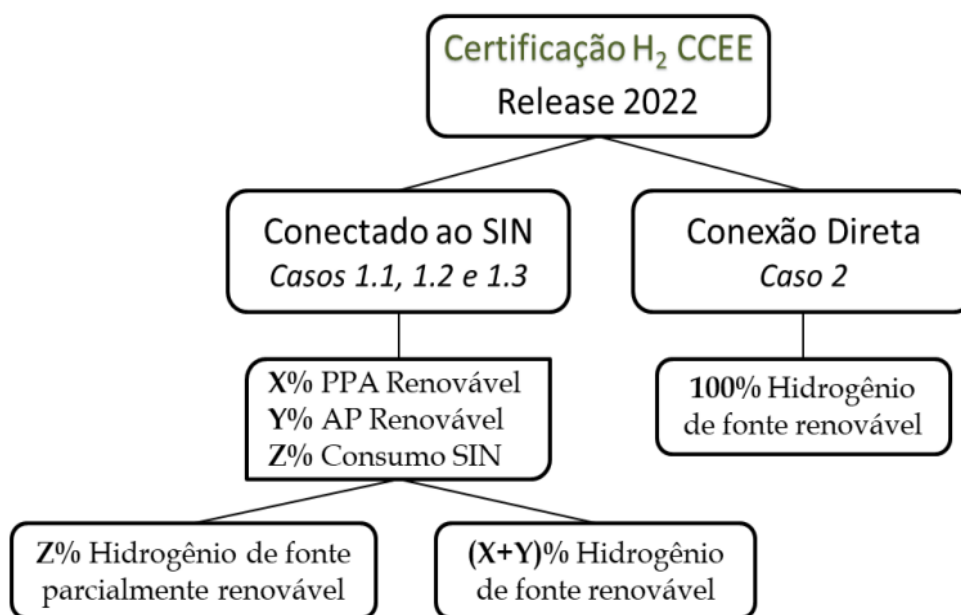 Certificação H₂ CCEE
Release 2022
Conectado ao SIN
Casos 1.1, 1.2 e 1.3
Conexão Direta
Caso 2
X% PPA Renovável
Y% AP Renovável
Z% Consumo SIN
100% Hidrogênio
de fonte renovável
Z% Hidrogênio de fonte
parcialmente renovável
(X+Y)% Hidrogênio
de fonte renovável